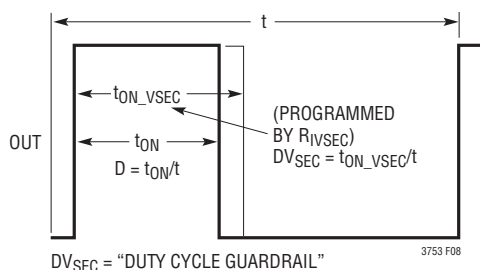 t
tON_VSEC
(PROGRAMMED
BY RIVSEC)
DVSEC = tON_VSEC/t
tON
D = tON/t
OUT
3753 F08
DVSEC = “DUTY CYCLE GUARDRAIL”